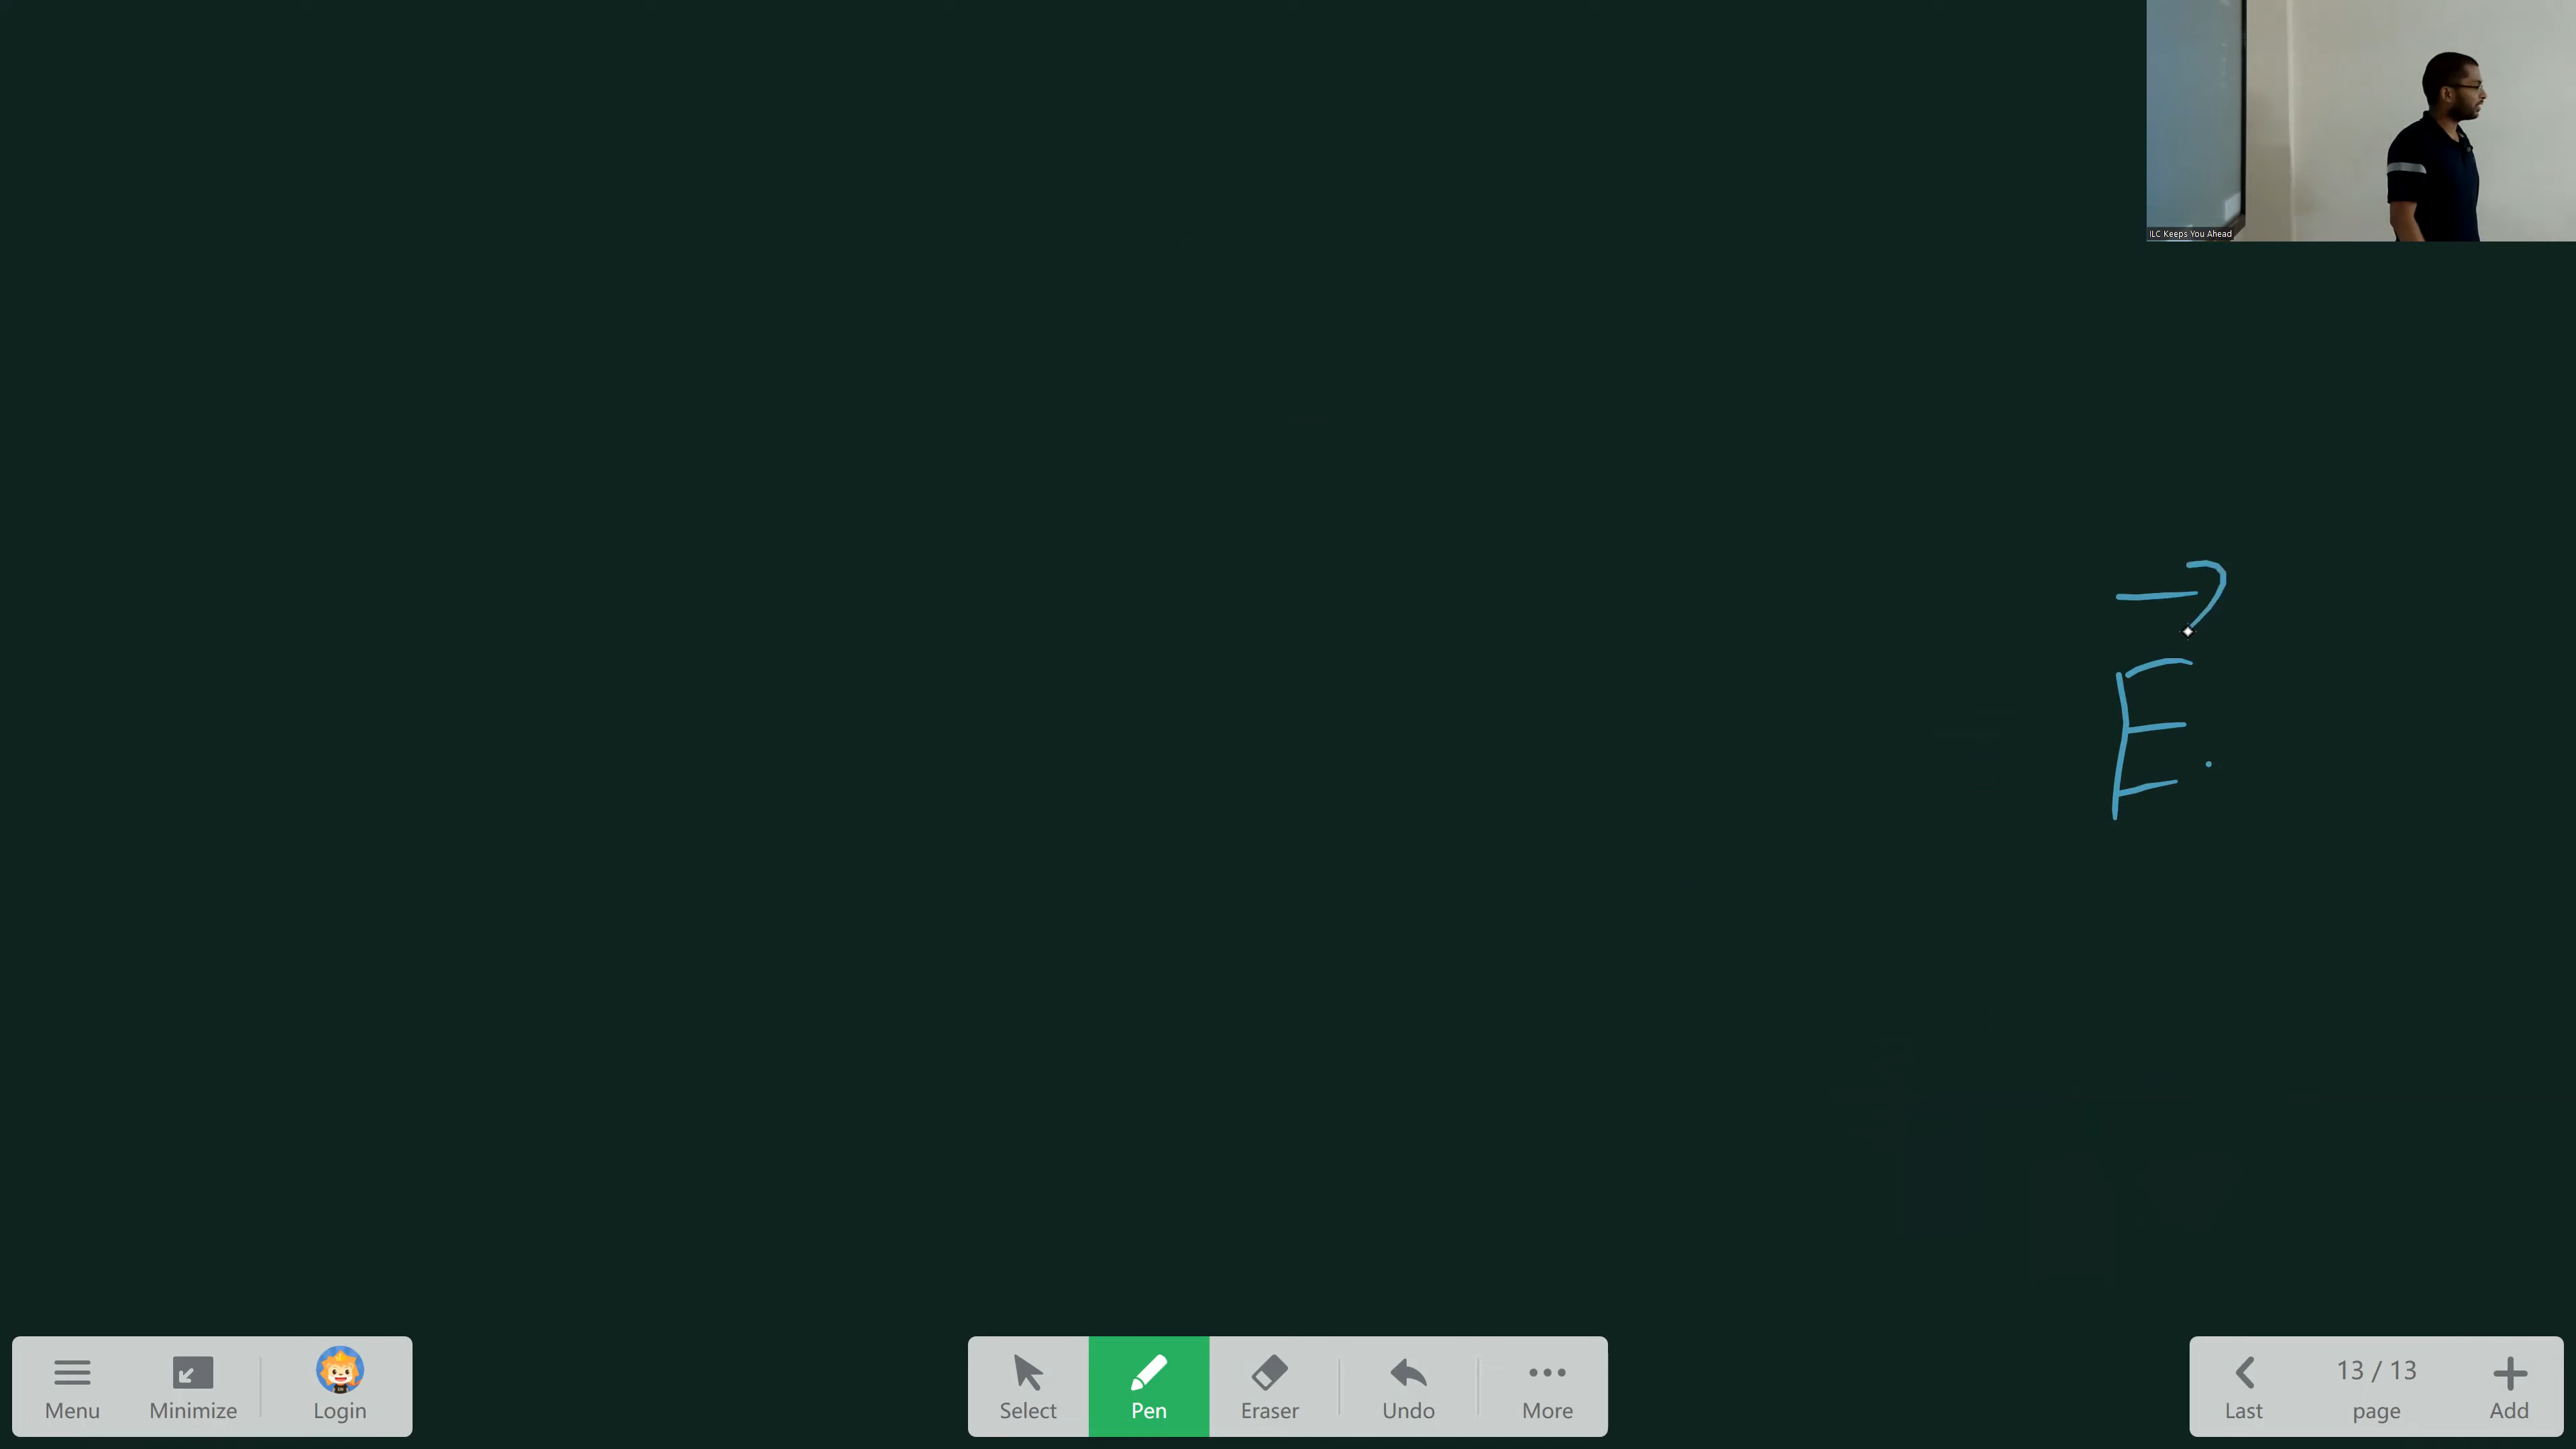 ILC Keeps You Ahead
→
E.
Menu Minimize Login Select Pen Eraser Undo More Last 13 / 13 page Add